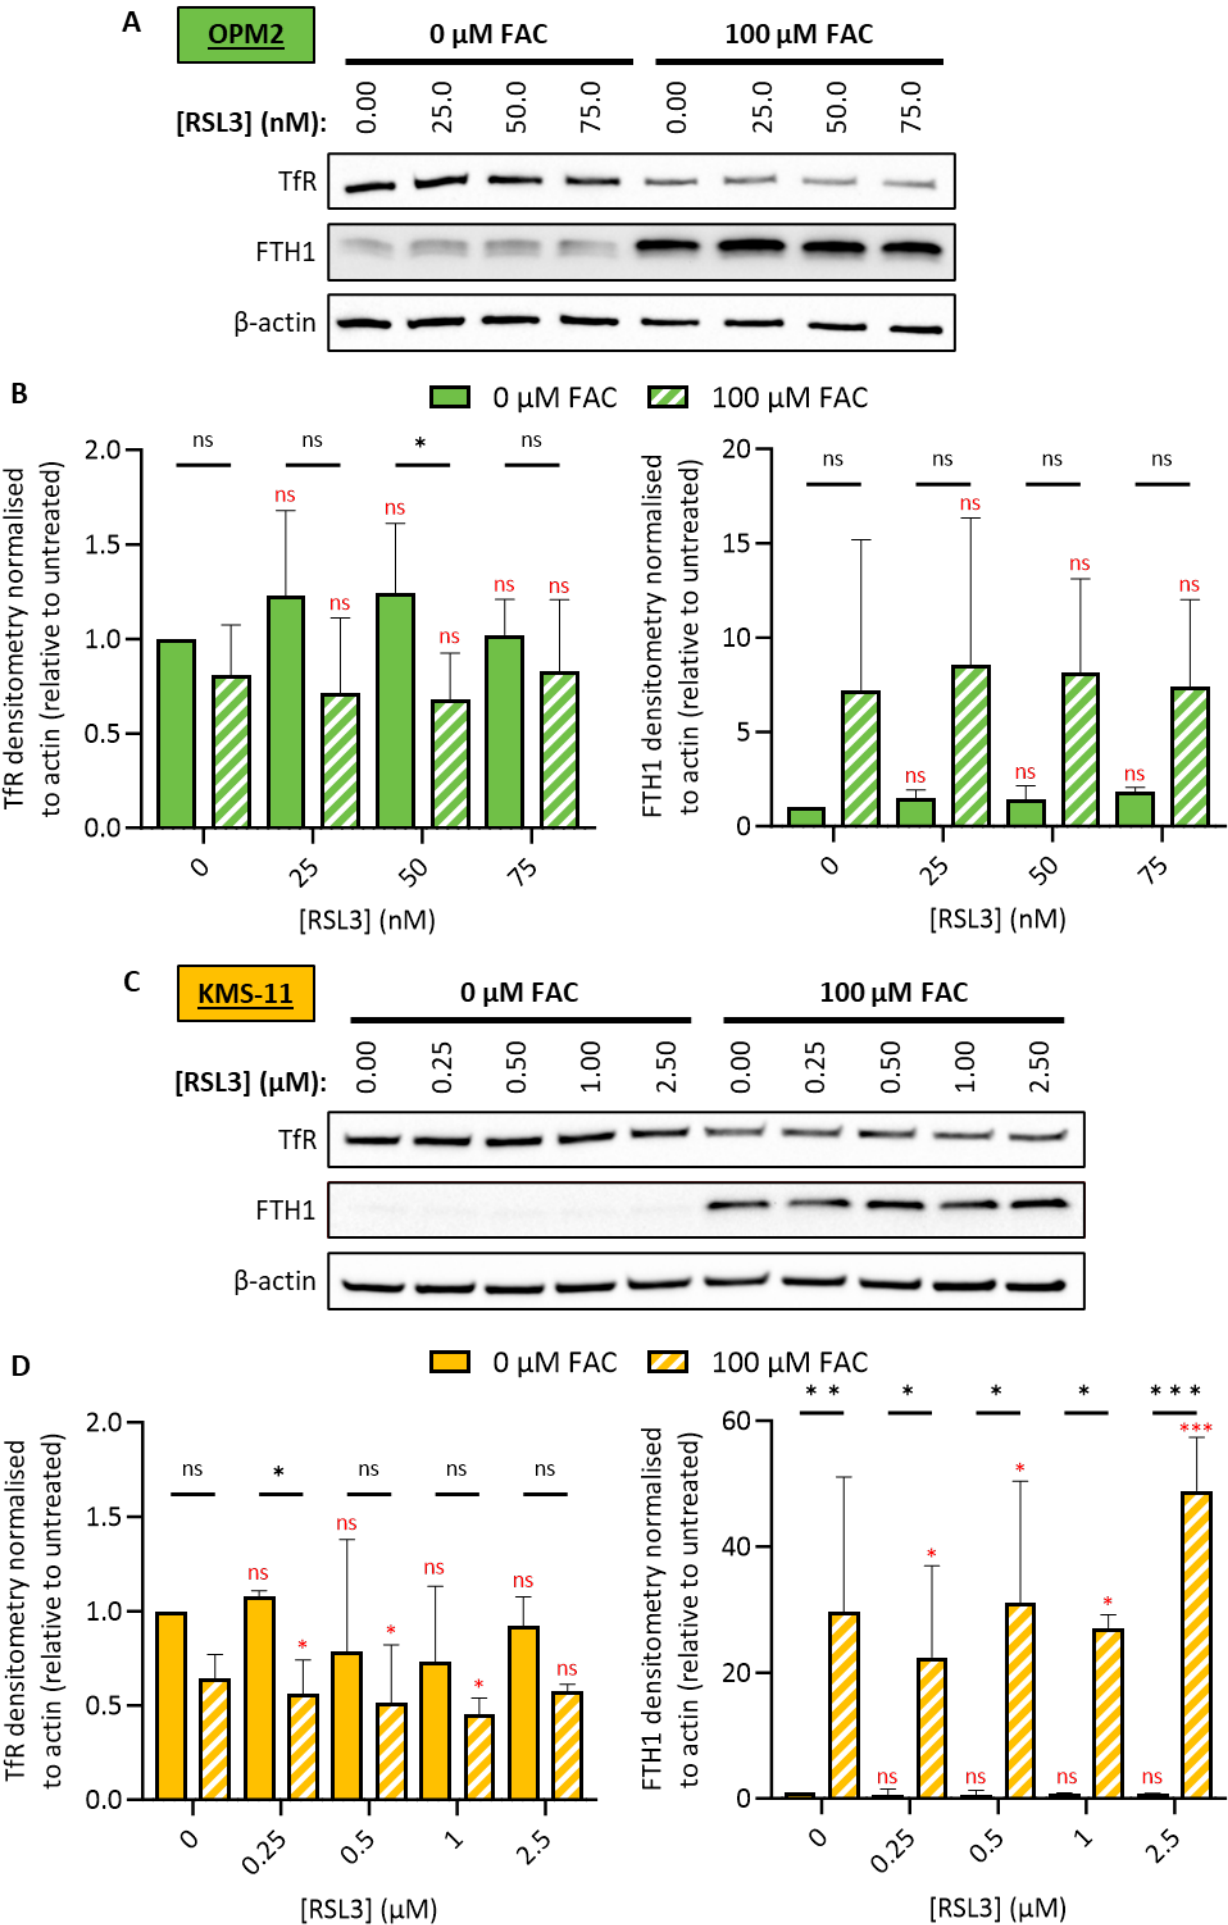 A
OPM2
0 µM FAC
100 µM FAC
[RSL3] (nM):
0.00
25.0
50.0
75.0
0.00
25.0
50.0
75.0
TfR
FTH1
β-actin
B
0 µM FAC
100 µM FAC
TfR densitometry normalised
to actin (relative to untreated)
2.0
1.5
1.0
0.5
0.0
ns
ns
*
ns
ns
ns
ns
ns
ns
ns
0
25
50
75
[RSL3] (nM)
FTH1 densitometry normalised
to actin (relative to untreated)
20
15
10
5
0
ns
ns
ns
ns
ns
ns
ns
ns
ns
ns
0
25
50
75
[RSL3] (nM)
C
KMS-11
0 µM FAC
100 µM FAC
[RSL3] (µM):
0.00
0.25
0.50
1.00
2.50
0.00
0.25
0.50
1.00
2.50
TfR
FTH1
β-actin
D
0 µM FAC
100 µM FAC
TfR densitometry normalised
to actin (relative to untreated)
2.0
1.5
1.0
0.5
0.0
ns
*
ns
ns
ns
ns
*
ns
*
ns
*
ns
ns
0
0.25
0.5
1
2.5
[RSL3] (µM)
FTH1 densitometry normalised
to actin (relative to untreated)
60
40
20
0
**
*
*
*
***
ns
*
ns
*
ns
*
ns
***
0
0.25
0.5
1
2.5
[RSL3] (µM)